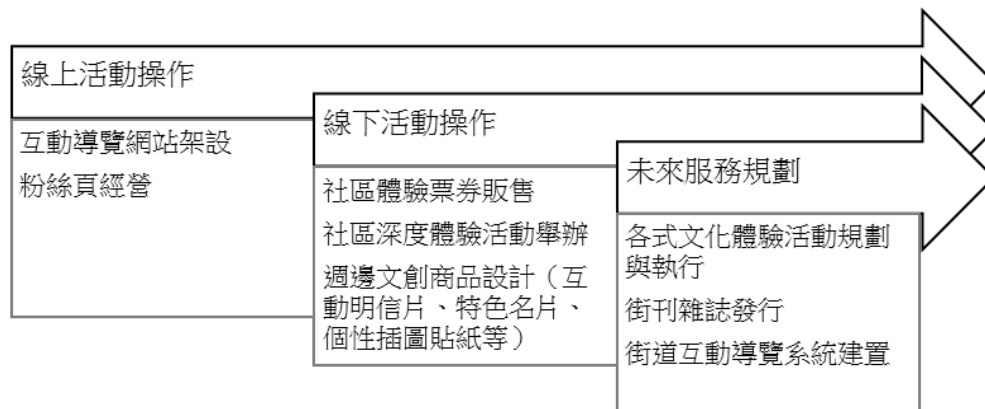 線上活動操作
互動導覽網站架設
粉絲頁經營
線下活動操作
社區體驗票券販售
社區深度體驗活動舉辦
週邊文創商品設計（互
動明信片、特色名片、
個性插圖貼紙等）
未來服務規劃
各式文化體驗活動規劃
與執行
街刊雜誌發行
街道互動導覽系統建置